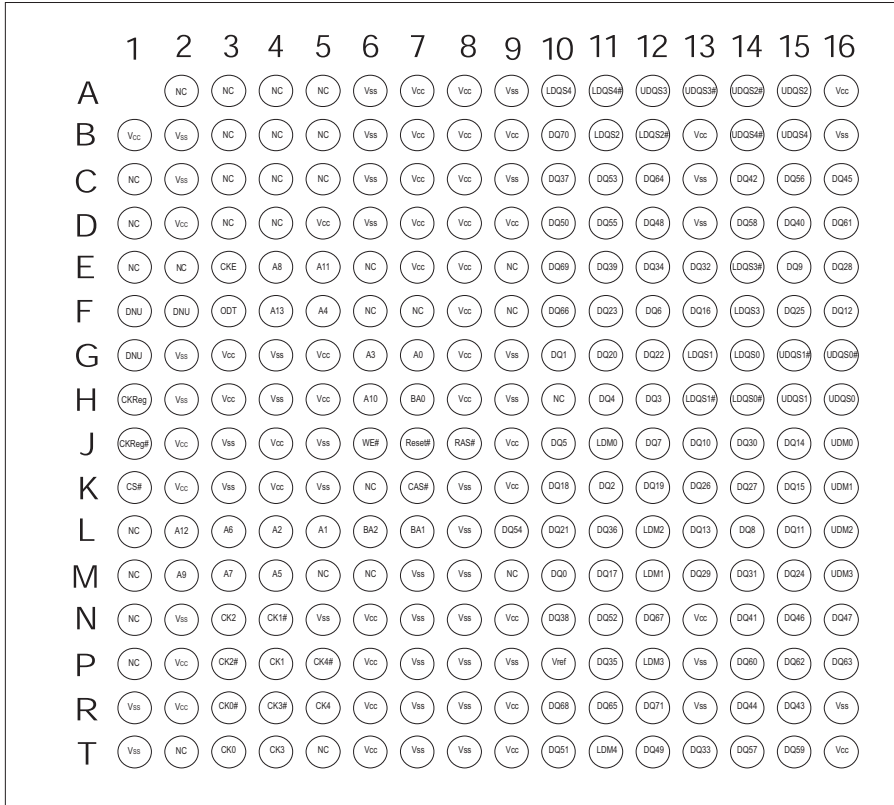 1 2 3 4 5 6 7 8 9 10 11 12 13 14 15 16
A NC NC NC NC Vss Vcc Vcc Vss LDQS4 LDQS4# UDQS3 UDQS3# UDQS2# UDQS2 Vcc
B Vcc Vss NC NC NC Vss Vcc Vcc Vcc DQ70 LDQS2 LDQS2# Vcc UDQS4# UDQS4 Vss
C NC Vss NC NC NC Vss Vcc Vcc Vss DQ37 DQ53 DQ64 Vss DQ42 DQ56 DQ45
D NC Vcc NC NC Vcc Vss Vcc Vcc Vcc DQ50 DQ55 DQ48 Vss DQ58 DQ40 DQ61
E NC NC CKE A8 A11 NC Vcc Vcc NC DQ69 DQ39 DQ34 DQ32 LDQS3# DQ9 DQ28
F DNU DNU ODT A13 A4 NC NC Vcc NC DQ66 DQ23 DQ6 DQ16 LDQS3 DQ25 DQ12
G DNU Vss Vcc Vss Vcc A3 A0 Vcc Vss DQ1 DQ20 DQ22 LDQS1 LDQS0 UDQS1# UDQS0#
H CKReg Vss Vcc Vss Vcc A10 BA0 Vcc Vss NC DQ4 DQ3 LDQS1# LDQS0# UDQS1 UDQS0
J CKReg# Vcc Vss Vcc Vss WE# Reset# RAS# Vcc DQ5 LDM0 DQ7 DQ10 DQ30 DQ14 UDM0
K CS# Vcc Vss Vcc Vss NC CAS# Vss Vcc DQ18 DQ2 DQ19 DQ26 DQ27 DQ15 UDM1
L NC A12 A6 A2 A1 BA2 BA1 Vss DQ54 DQ21 DQ36 LDM2 DQ13 DQ8 DQ11 UDM2
M NC A9 A7 A5 NC NC Vss Vss NC DQ0 DQ17 LDM1 DQ29 DQ31 DQ24 UDM3
N NC Vss CK2 CK1# Vss Vcc Vss Vss Vcc DQ38 DQ52 DQ67 Vcc DQ41 DQ46 DQ47
P NC Vcc CK2# CK1 CK4# Vcc Vss Vss Vss Vref DQ35 LDM3 Vss DQ60 DQ62 DQ63
R Vss Vcc CK0# CK3# CK4 Vcc Vss Vss Vcc DQ68 DQ65 DQ71 Vss DQ44 DQ43 Vss
T Vss NC CK0 CK3 NC Vcc Vss Vss Vcc DQ51 LDM4 DQ49 DQ33 DQ57 DQ59 Vcc